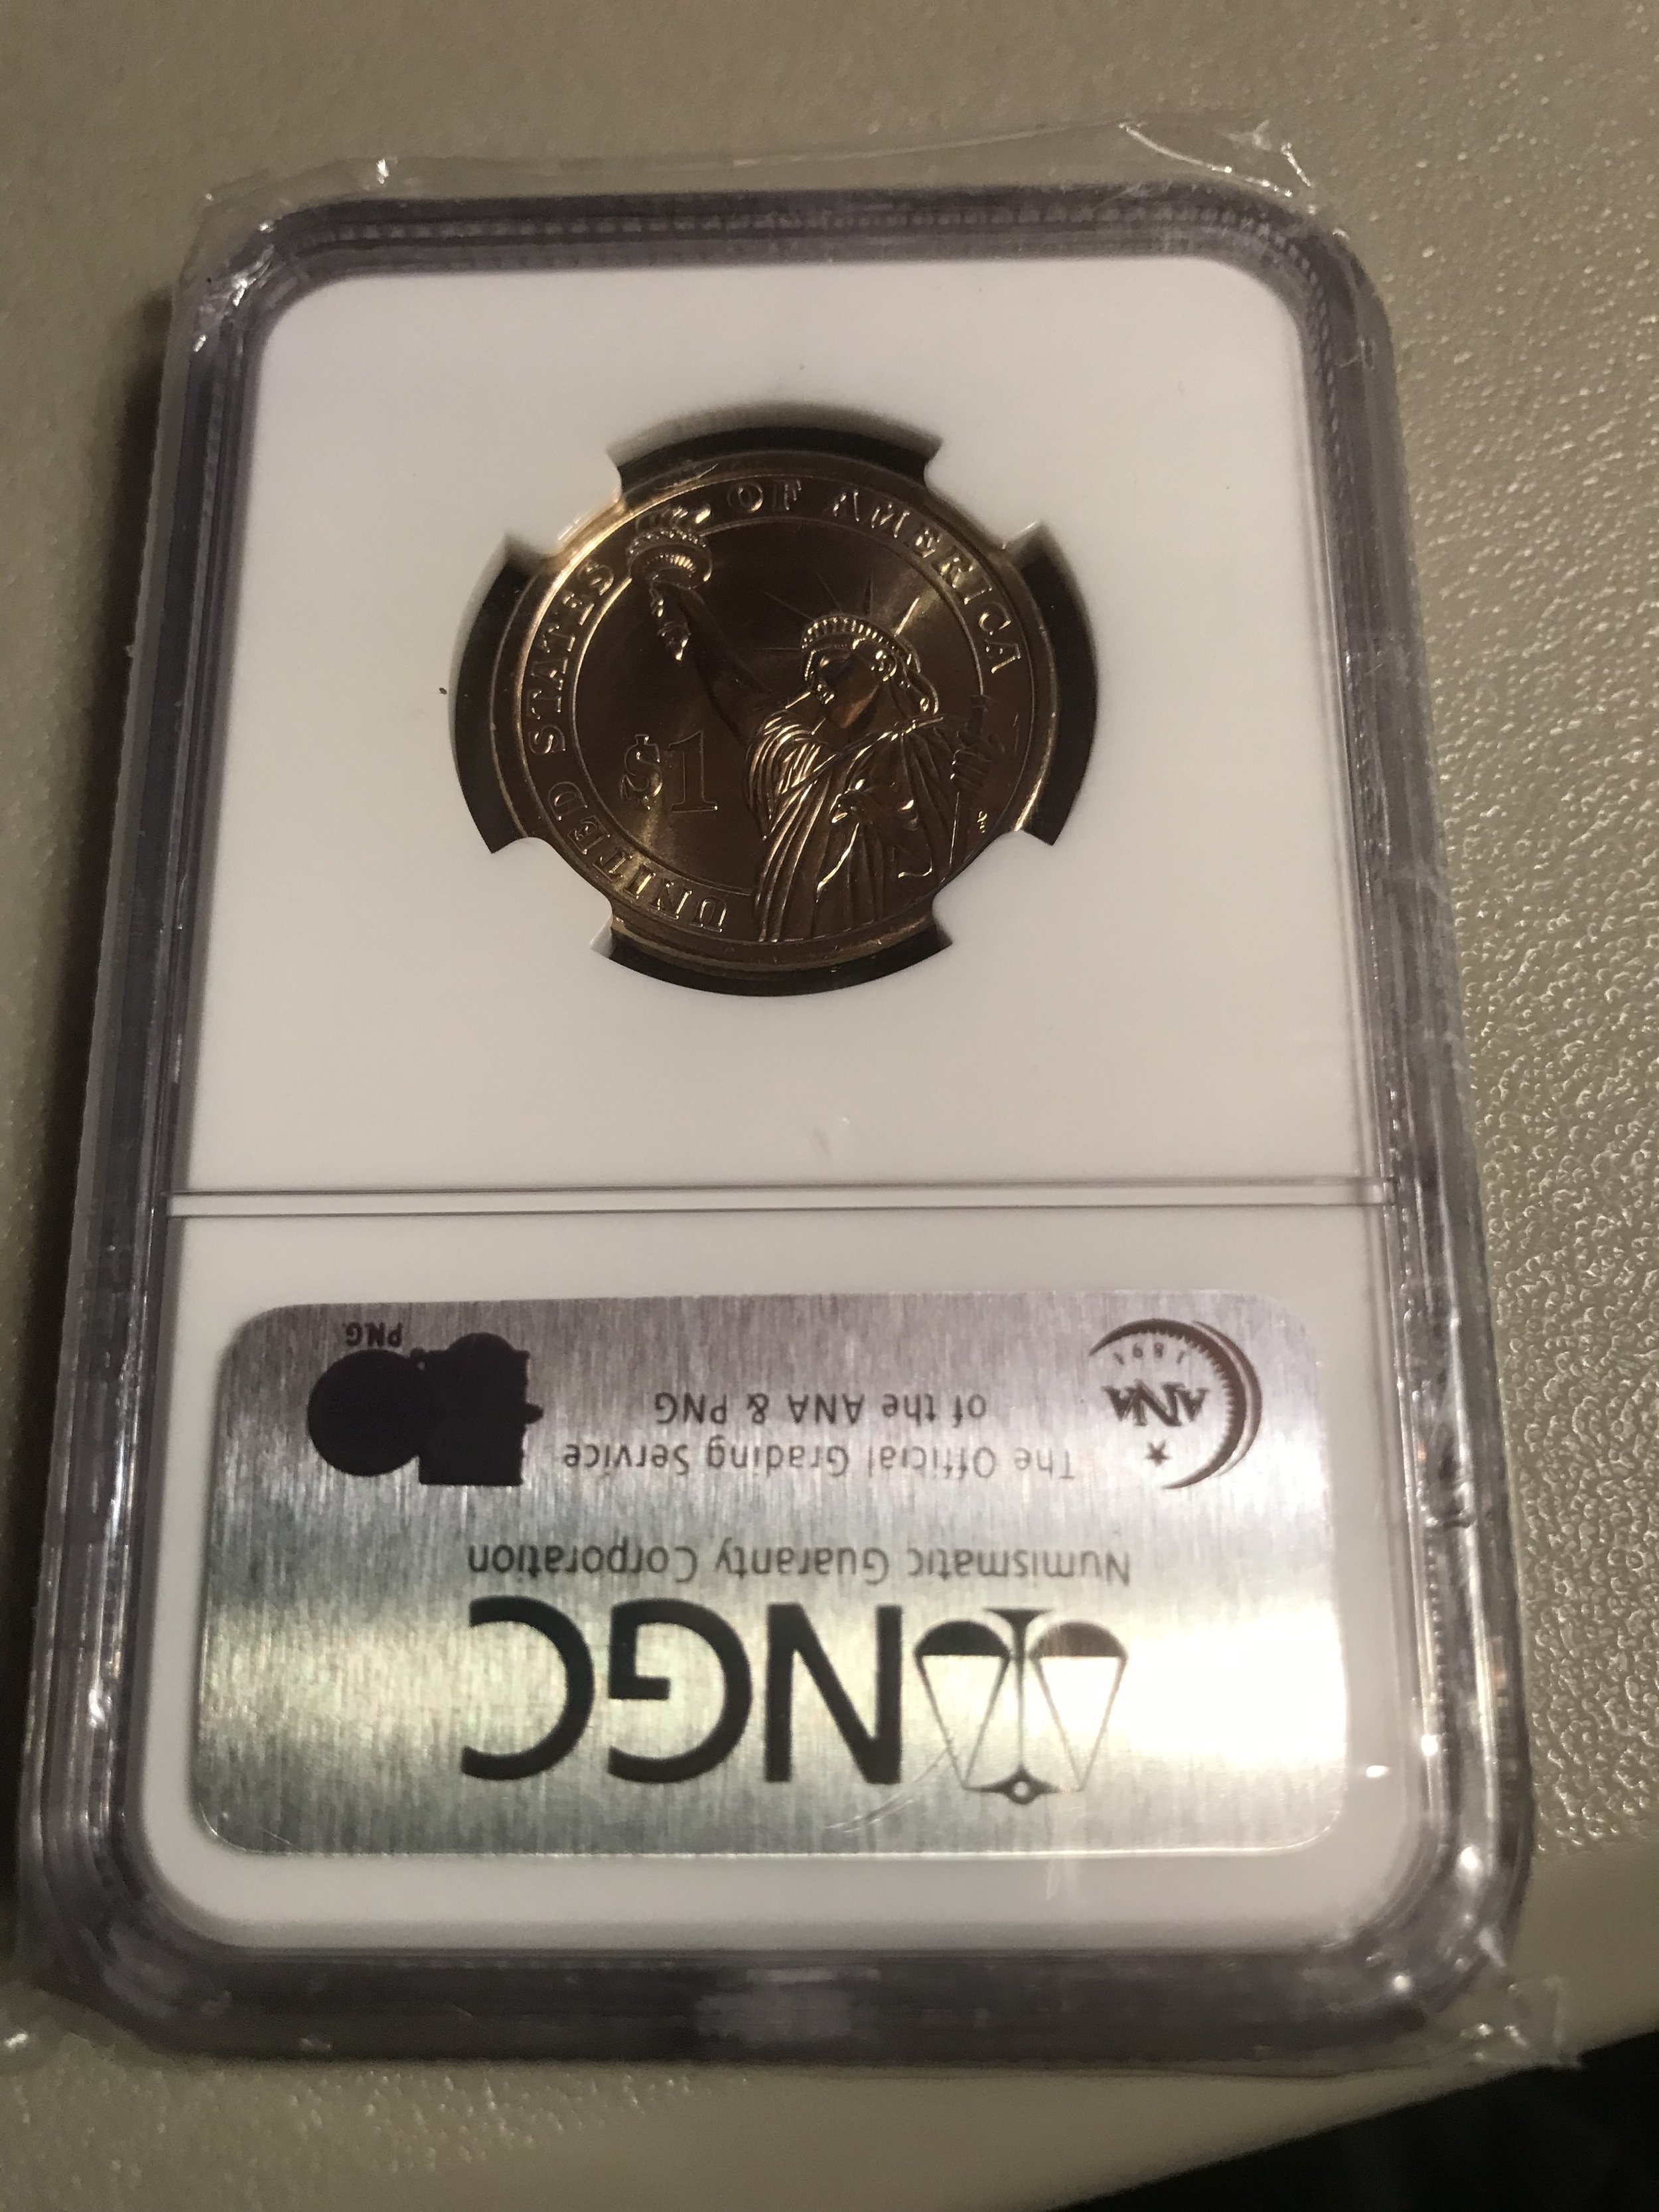 UNITED STATES OF AMERICA
$1
NGC
Numismatic Guaranty Corporation
The Official Grading Service
of the ANA & PNG
ANA
1891
PNG